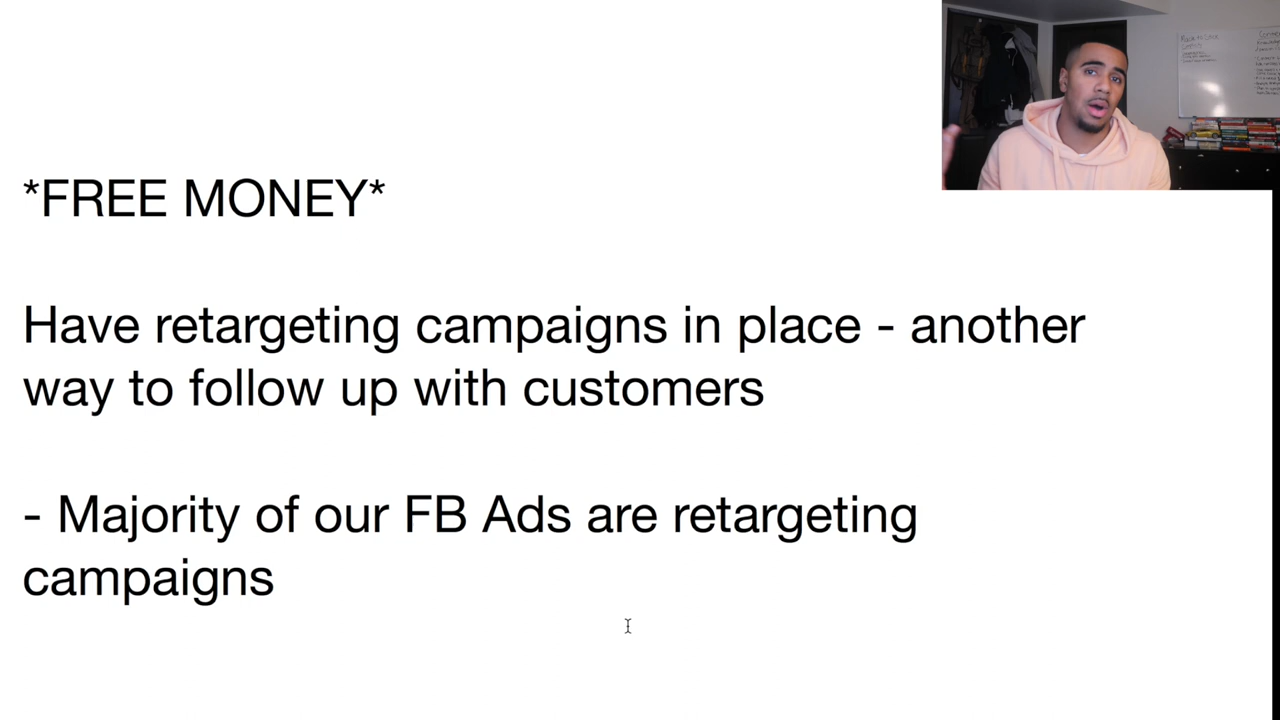 *FREE MONEY*
Have retargeting campaigns in place - another
way to follow up with customers
- Majority of our FB Ads are retargeting
campaigns